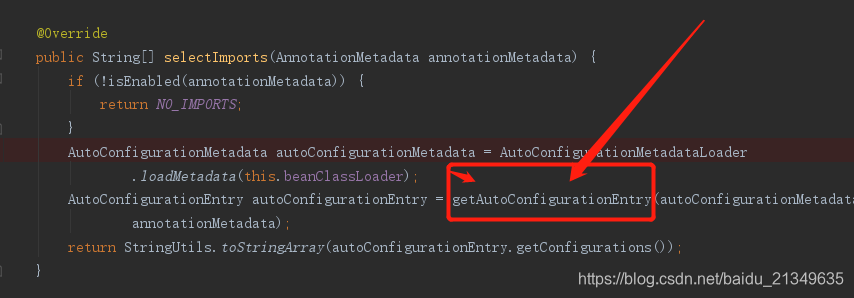 @Override
public String[] selectImports(AnnotationMetadata annotationMetadata) {
if (!isEnabled(annotationMetadata)) {
return NO_IMPORTS;
}
AutoConfigurationMetadata autoConfigurationMetadata = AutoConfigurationMetadataLoader
.loadMetadata(this.beanClassLoader);
AutoConfigurationEntry autoConfigurationEntry = getAutoConfigurationEntry(autoConfigurationMetadat
annotationMetadata);
return StringUtils.toStringArray(autoConfigurationEntry.getConfigurations());
}
https://blog.csdn.net/baidu_21349635